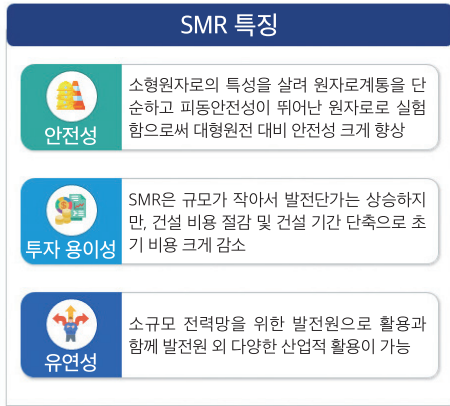 SMR 특징
안전성
소형원자로의 특성을 살려 원자로계통을 단
순하고 피동안전성이 뛰어난 원자로로 실험
함으로써 대형원전 대비 안전성 크게 향상
투자 용이성
SMR은 규모가 작아서 발전단가는 상승하지
만, 건설 비용 절감 및 건설 기간 단축으로 초
기 비용 크게 감소
유연성
소규모 전력망을 위한 발전원으로 활용과
함께 발전원 외 다양한 산업적 활용이 가능